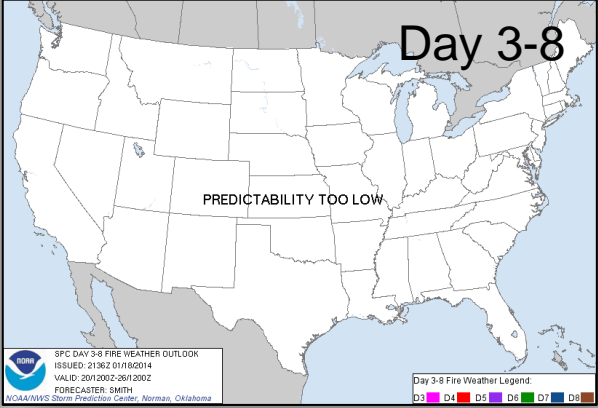 Day 3-8
PREDICTABILITY TOO LOW
NOAA
SPC DAY 3-8 FIRE WEATHER OUTLOOK
ISSUED: 2136Z 01/18/2014
VALID: 20/1200Z-26/1200Z
FORECASTER: SMITH
NOAA/NWS Storm Prediction Center, Norman, Oklahoma
Day 3-8 Fire Weather Legend:
D3 D4 D5 D6 D7 D8